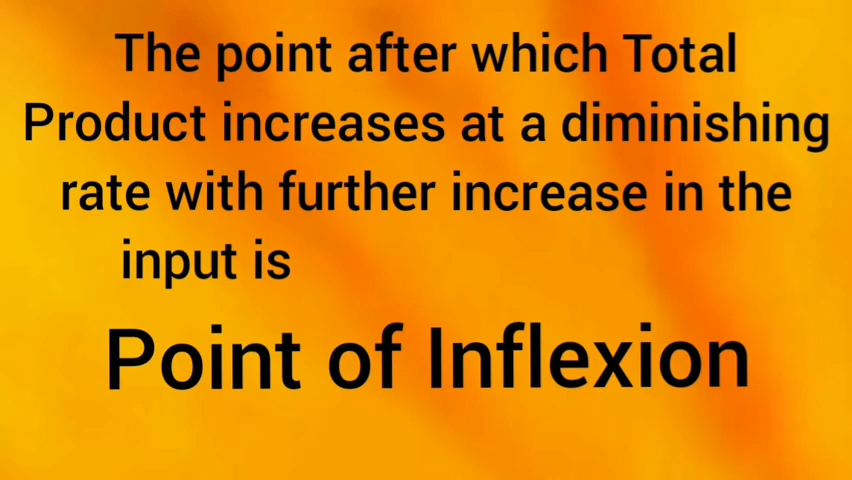 The point after which Total
Product increases at a diminishing
rate with further increase in the
input is
Point of Inflexion